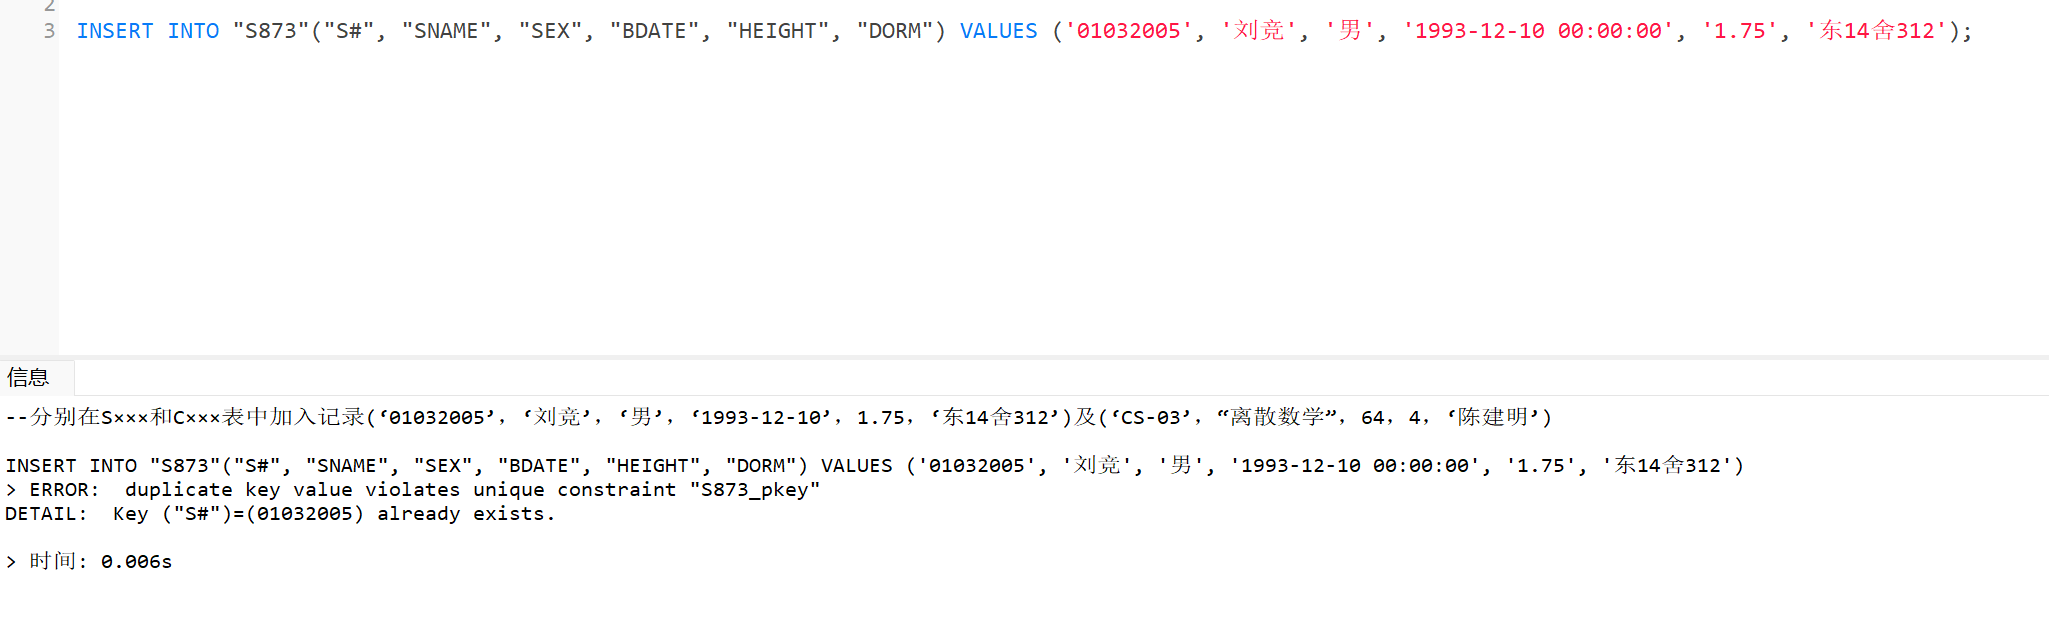 2
3 INSERT INTO "S873"("S#", "SNAME", "SEX", "BDATE", "HEIGHT", "DORM") VALUES ('01032005', '刘竞', '男', '1993-12-10 00:00:00', '1.75', '东14舍312');
信息
--分别在S×××和C×××表中加入记录(‘01032005’，‘刘竞’，‘男’，‘1993-12-10’，1.75，‘东14舍312’)及(‘CS-03’，“离散数学”，64，4，‘陈建明’)
INSERT INTO "S873"("S#", "SNAME", "SEX", "BDATE", "HEIGHT", "DORM") VALUES ('01032005', '刘竞', '男', '1993-12-10 00:00:00', '1.75', '东14舍312')
> ERROR:  duplicate key value violates unique constraint "S873_pkey"
DETAIL:  Key ("S#")=(01032005) already exists.
> 时间: 0.006s